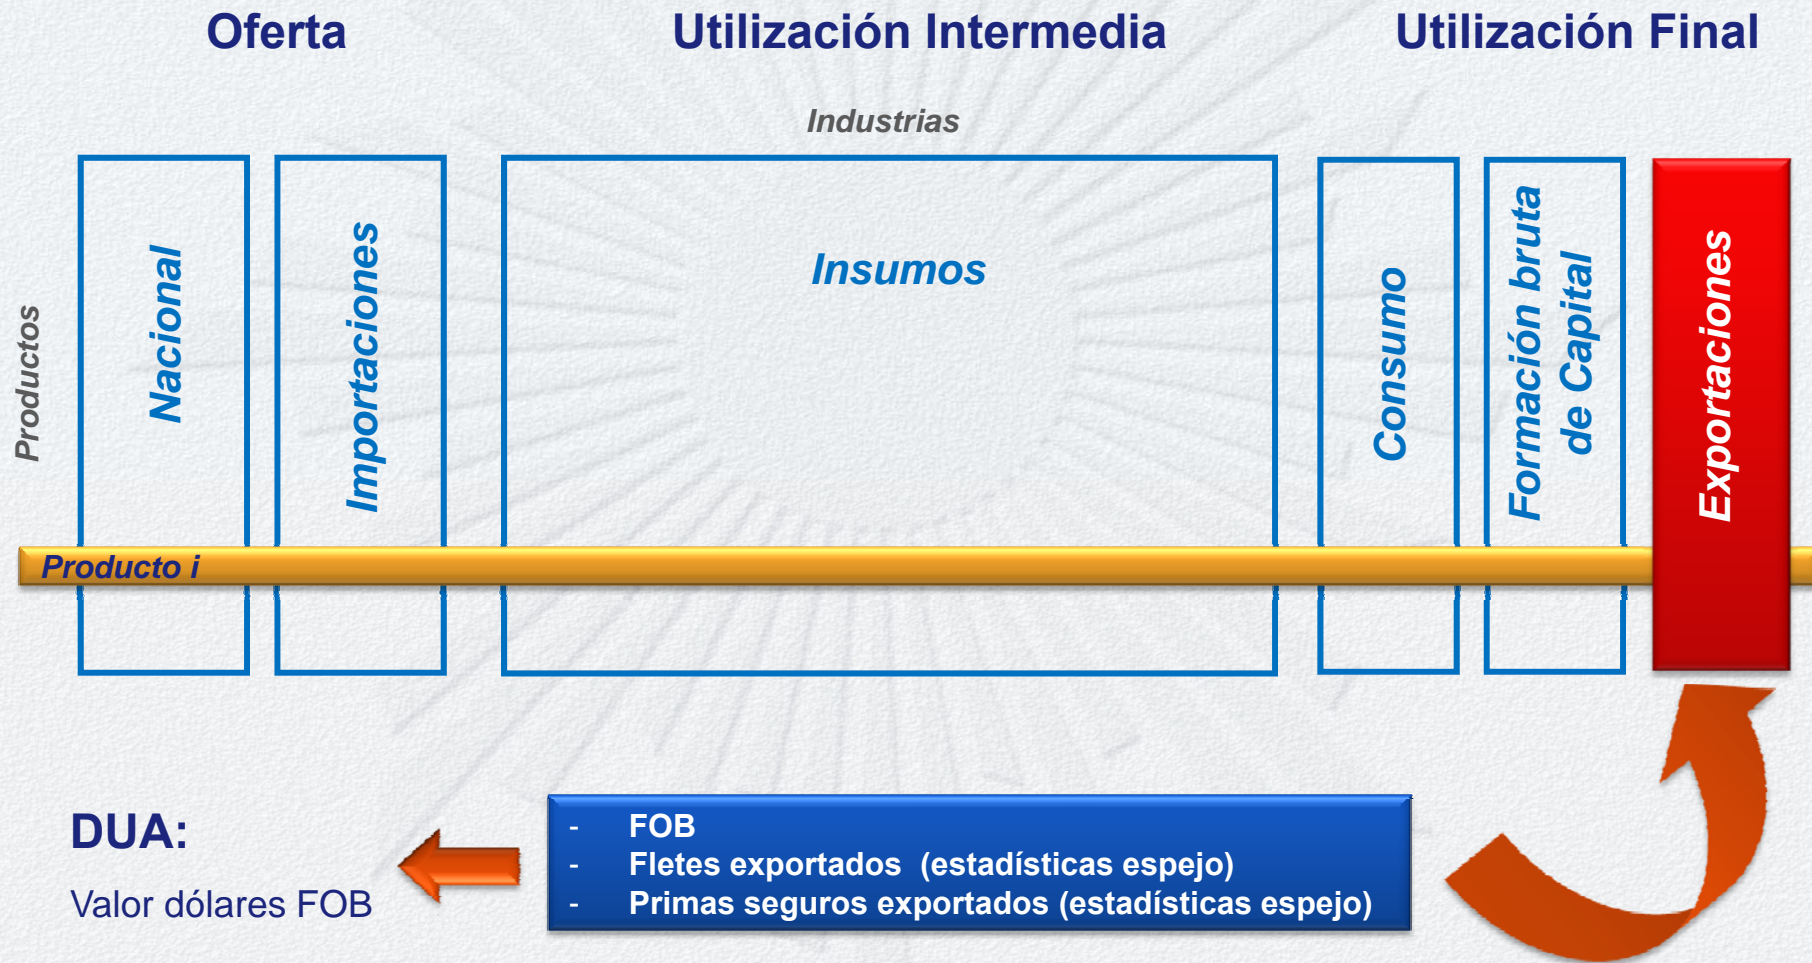 Oferta
Utilización Intermedia
Utilización Final
Industrias
Productos
Nacional
Importaciones
Insumos
Consumo
Formación bruta
de Capital
Exportaciones
Producto i
DUA:
Valor dólares FOB
- FOB
- Fletes exportados (estadísticas espejo)
- Primas seguros exportados (estadísticas espejo)